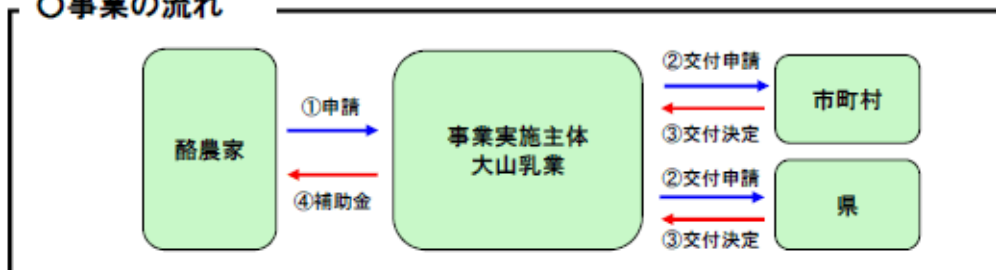 〇事業の流れ
酪農家
①申請
④補助金
事業実施主体
大山乳業
②交付申請
③交付決定
市町村
②交付申請
③交付決定
県